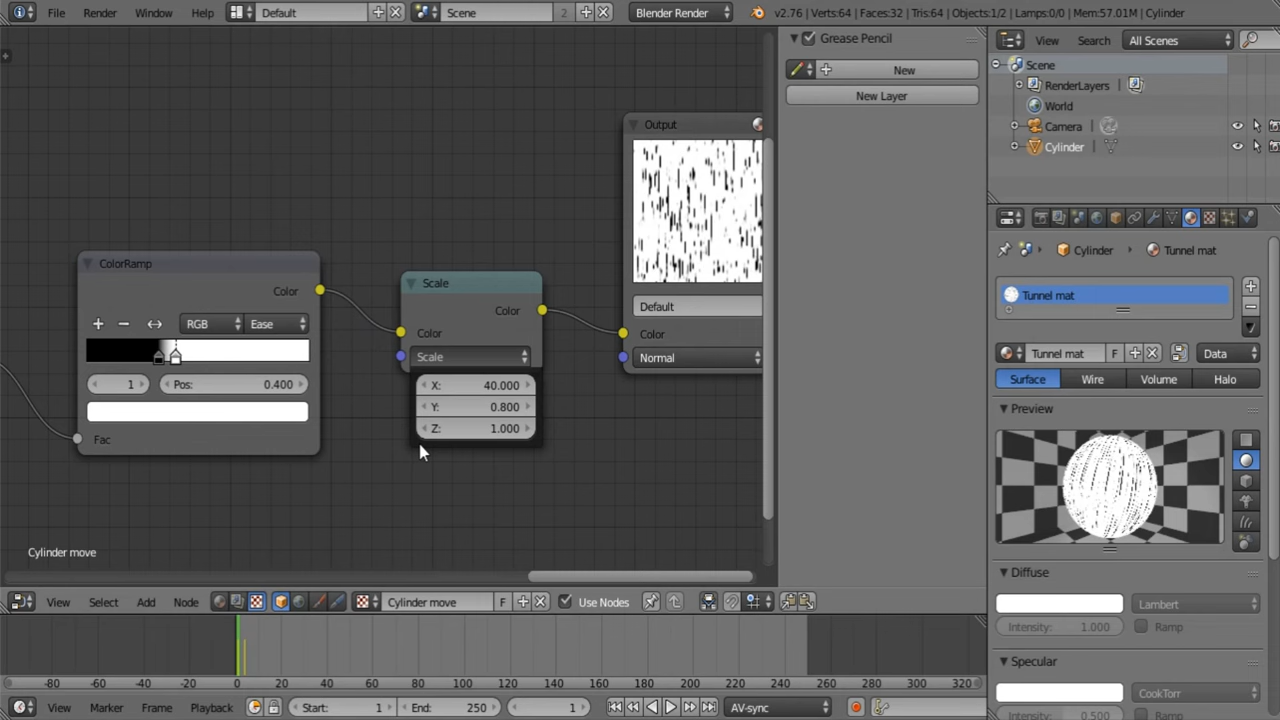 File Render Window Help Default Scene 2 Blender Render v2.76 | Verts:64 | Faces:32 | Tris:64 | Objects:1/2 | Lamps:0/0 | Mem:57.01M | Cylinder
Grease Pencil
New
New Layer
View Search All Scenes
Scene
RenderLayers
World
Camera
Cylinder
Output
Default
Color
Normal
ColorRamp
Color
RGB Ease
1 Pos: 0.400
Fac
Scale
Color
Color
Scale
X: 40.000
Y: 0.800
Z: 1.000
Cylinder move
Cylinder Tunnel mat
Tunnel mat
Tunnel mat F Data
Surface Wire Volume Halo
Preview
Diffuse
Lambert
Intensity: 1.000 Ramp
Specular
CookTorr
Intensity: 0.500 Ramp
View Select Add Node Cylinder move F Use Nodes
-80 -60 -40 -20 0 20 40 60 80 100 120 140 160 180 200 220 240 260 280 300 320
View Marker Frame Playback Start: 1 End: 250 1 AV-sync